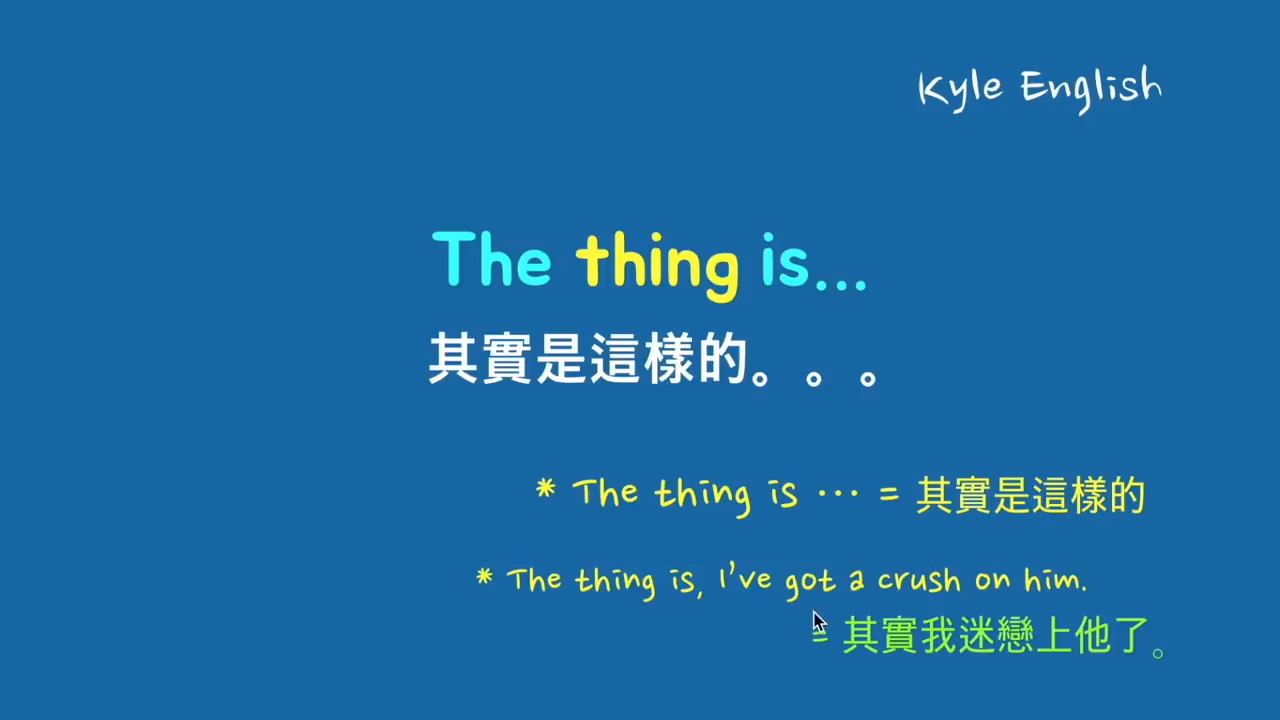 Kyle English
The thing is...
其實是這樣的。。。
* The thing is … = 其實是這樣的
* The thing is, I've got a crush on him.
= 其實我迷戀上他了。